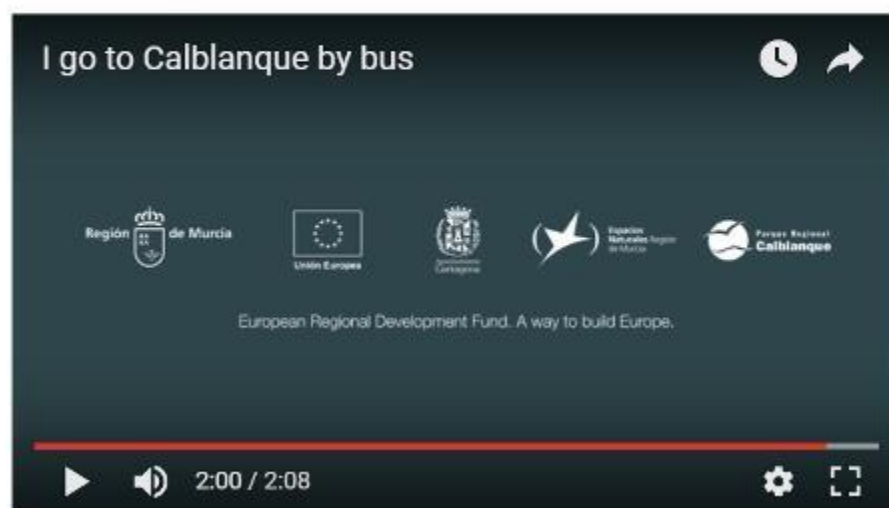 I go to Calblanque by bus
Región de Murcia
Unión Europea
Cartagena
Espacios
Naturales Región
de Murcia
Parque Regional
Calblanque
European Regional Development Fund. A way to build Europe.
2:00 / 2:08